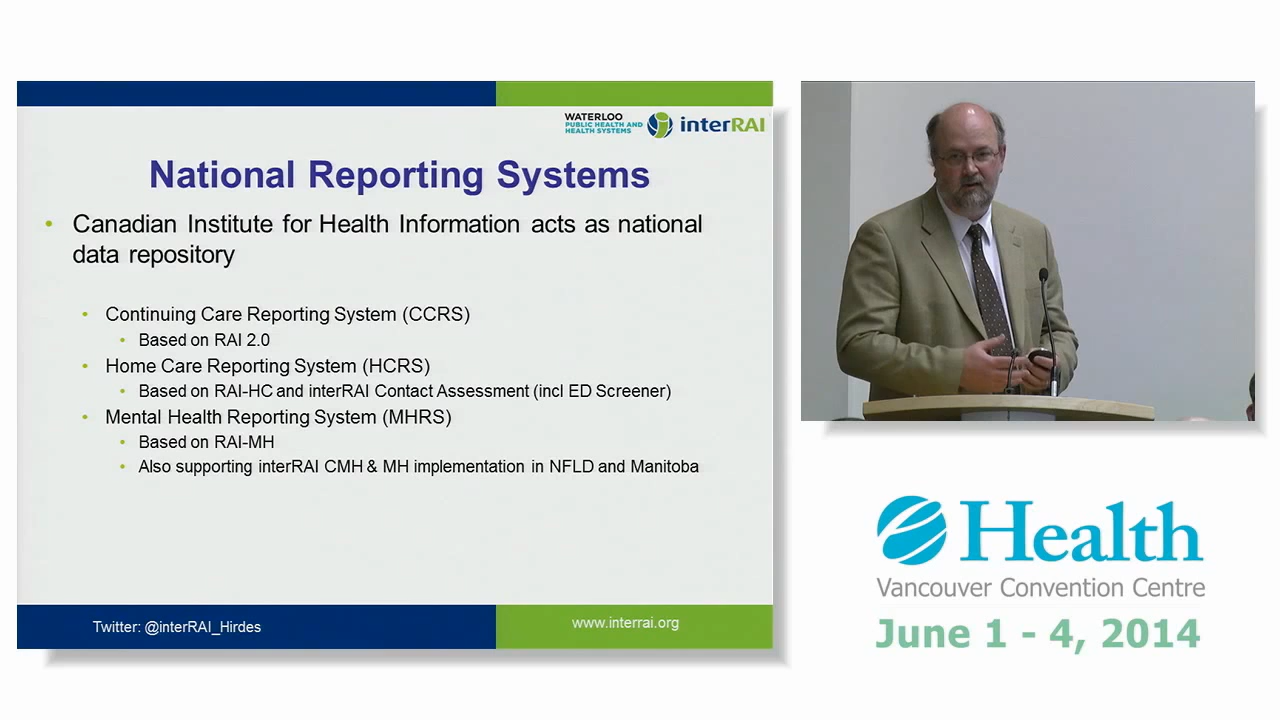 WATERLOO
PUBLIC HEALTH AND
HEALTH SYSTEMS
interRAI
National Reporting Systems
• Canadian Institute for Health Information acts as national
data repository
• Continuing Care Reporting System (CCRS)
• Based on RAI 2.0
• Home Care Reporting System (HCRS)
• Based on RAI-HC and interRAI Contact Assessment (incl ED Screener)
• Mental Health Reporting System (MHRS)
• Based on RAI-MH
• Also supporting interRAI CMH & MH implementation in NFLD and Manitoba
Twitter: @interRAI_Hirdes
www.interrai.org
eHealth
Vancouver Convention Centre
June 1 - 4, 2014